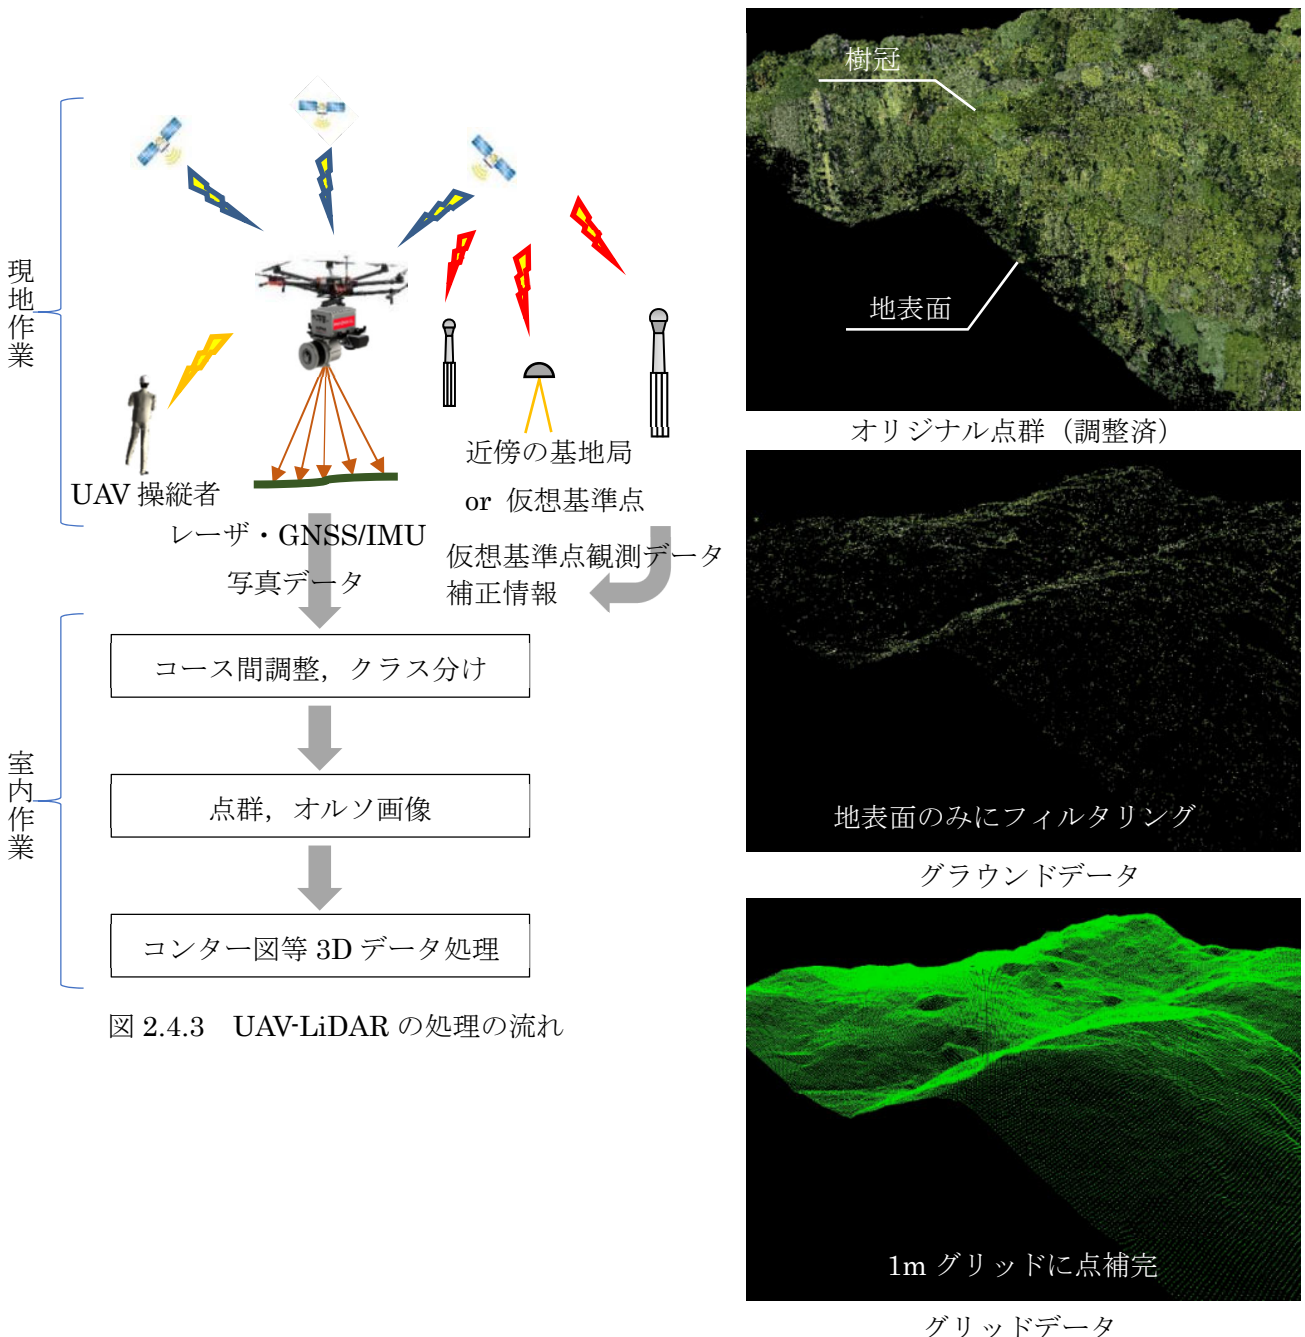 現地作業
UAV 操縦者
近傍の基地局
or 仮想基準点
レーザ・GNSS/IMU
写真データ
仮想基準点観測データ
補正情報
室内作業
コース間調整，クラス分け
点群，オルソ画像
コンター図等 3D データ処理
図 2.4.3　UAV-LiDAR の処理の流れ
樹冠
地表面
オリジナル点群（調整済）
地表面のみにフィルタリング
グラウンドデータ
1m グリッドに点補完
グリッドデータ